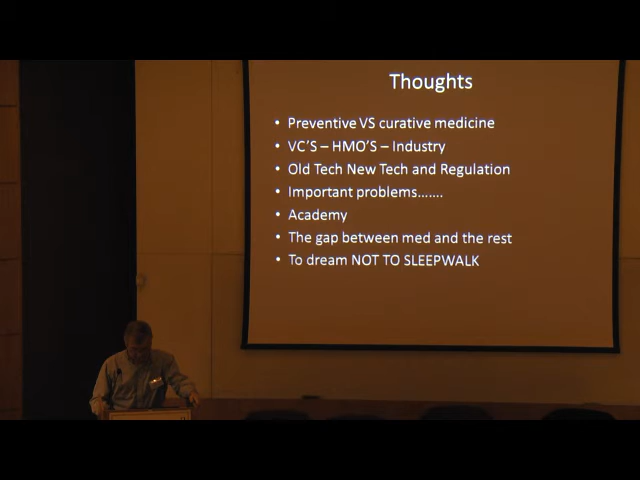 Thoughts
• Preventive VS curative medicine
• VC'S – HMO'S – Industry
• Old Tech New Tech and Regulation
• Important problems.......
• Academy
• The gap between med and the rest
• To dream NOT TO SLEEPWALK